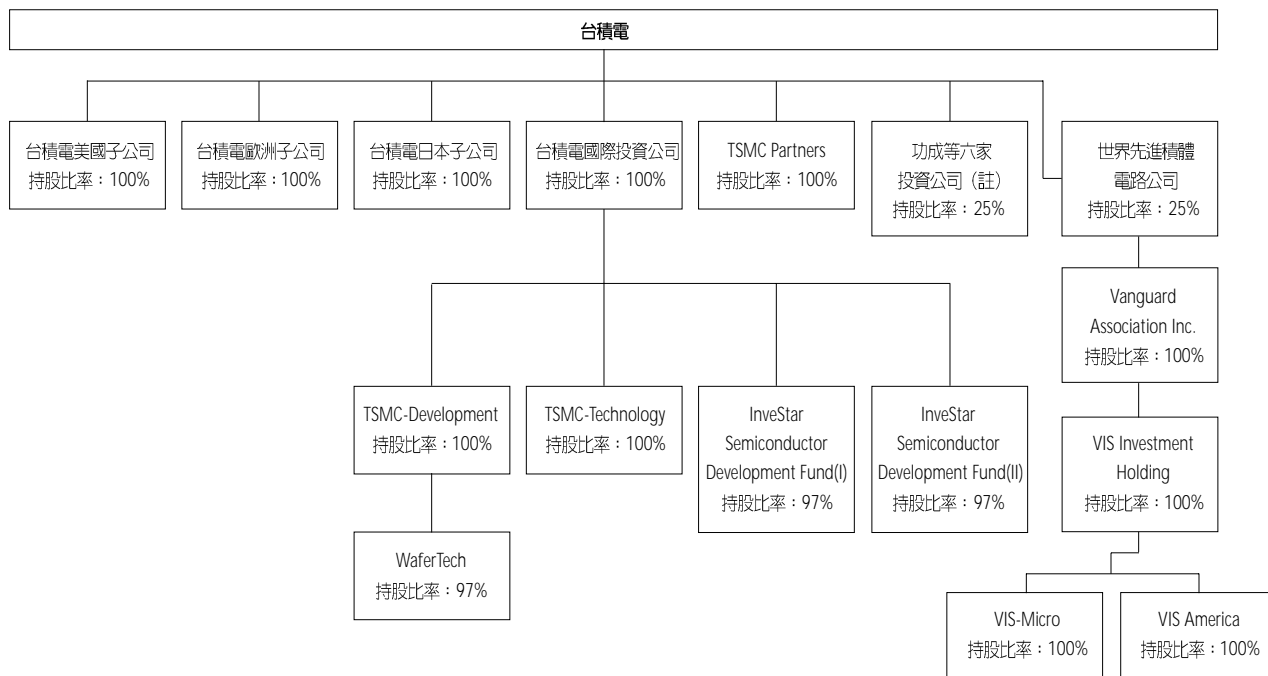 台積電
台積電美國子公司
持股比率：100%
台積電歐洲子公司
持股比率：100%
台積電日本子公司
持股比率：100%
台積電國際投資公司
持股比率：100%
TSMC Partners
持股比率：100%
功成等六家
投資公司（註）
持股比率：25%
世界先進積體
電路公司
持股比率：25%
Vanguard
Association Inc.
持股比率：100%
TSMC-Development
持股比率：100%
TSMC-Technology
持股比率：100%
InveStar
Semiconductor
Development Fund(I)
持股比率：97%
InveStar
Semiconductor
Development Fund(II)
持股比率：97%
VIS Investment
Holding
持股比率：100%
WaferTech
持股比率：97%
VIS-Micro
持股比率：100%
VIS America
持股比率：100%